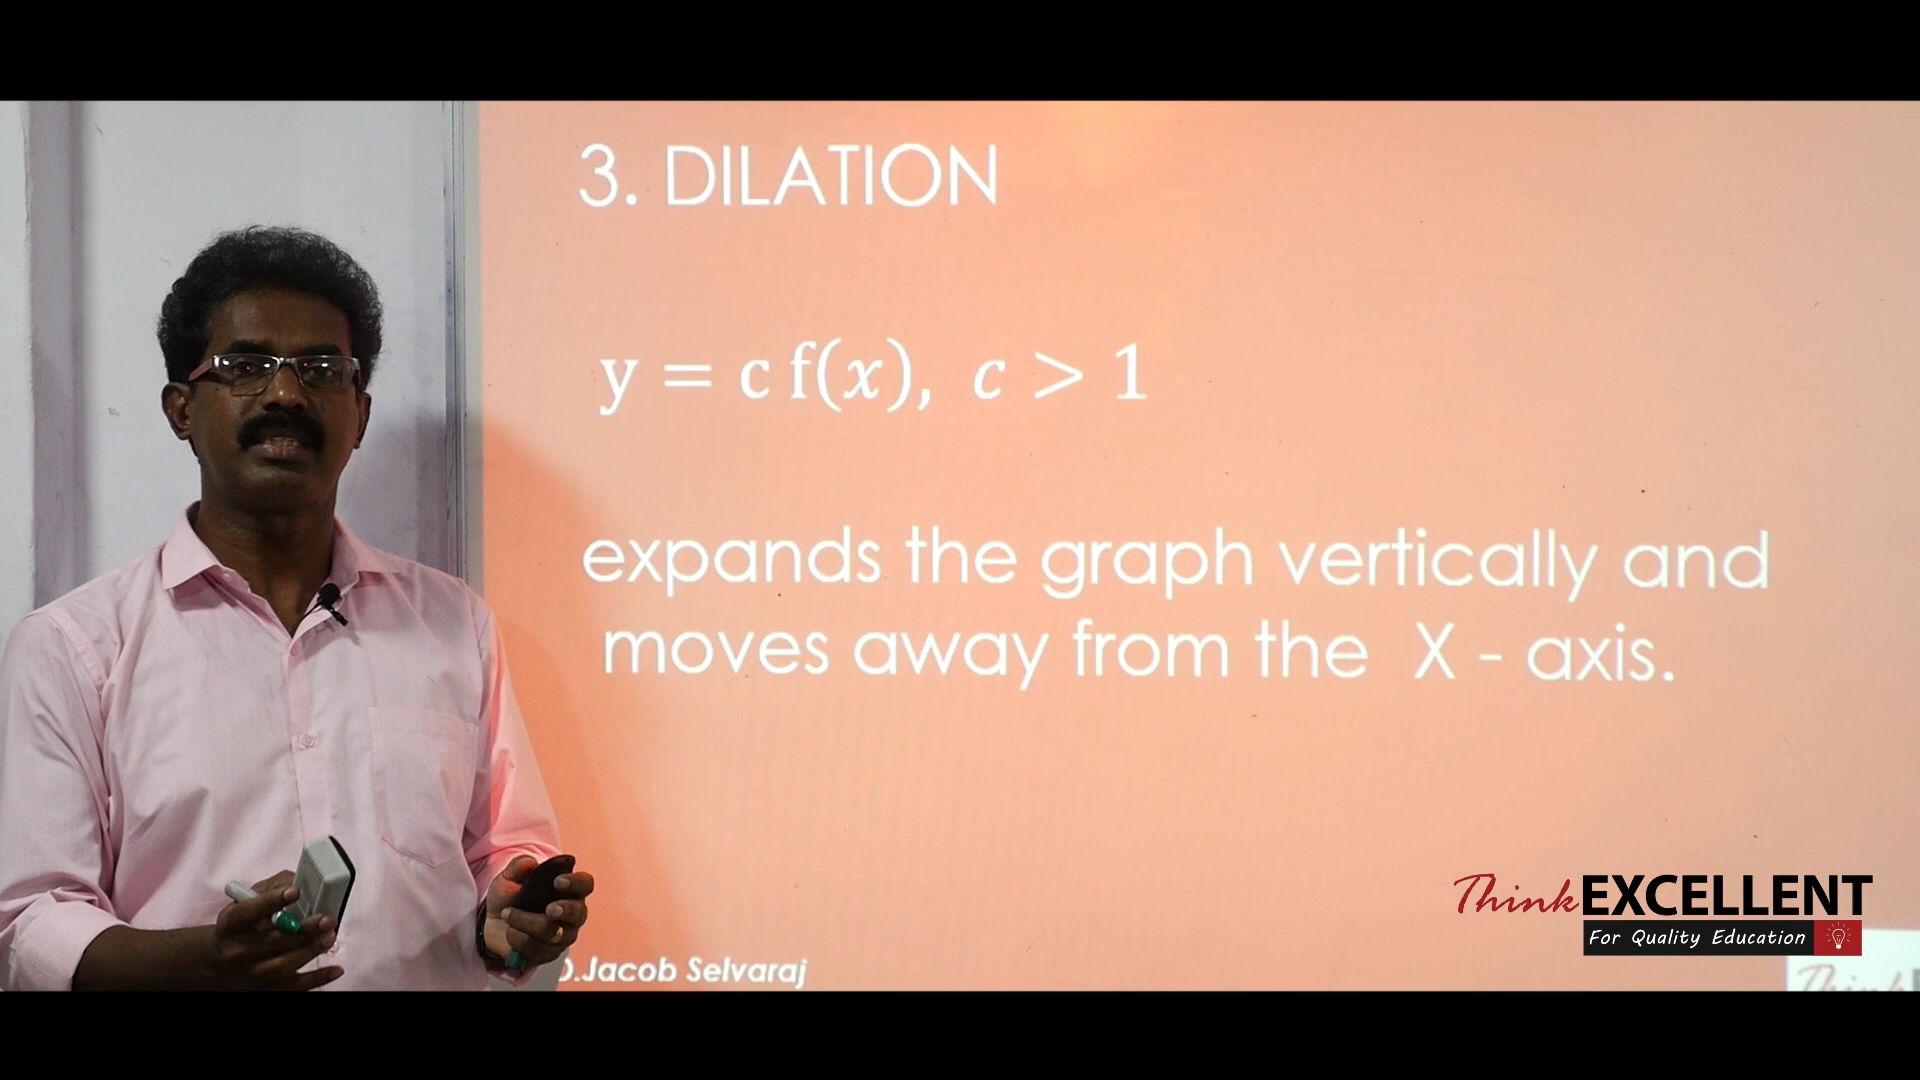 3. DILATION
y = c f(x), c > 1
expands the graph vertically and
moves away from the X - axis.
Think EXCELLENT
For Quality Education
D.Jacob Selvaraj
Think